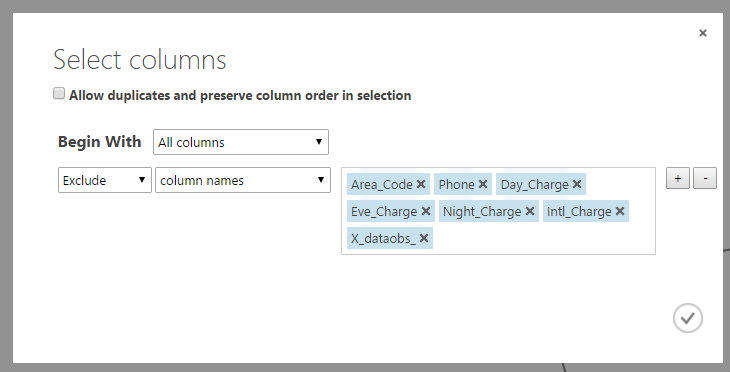 Select columns
Allow duplicates and preserve column order in selection
Begin With All columns
Exclude column names Area_Code Phone Day_Charge + -
Eve_Charge Night_Charge Intl_Charge
X_dataobs_